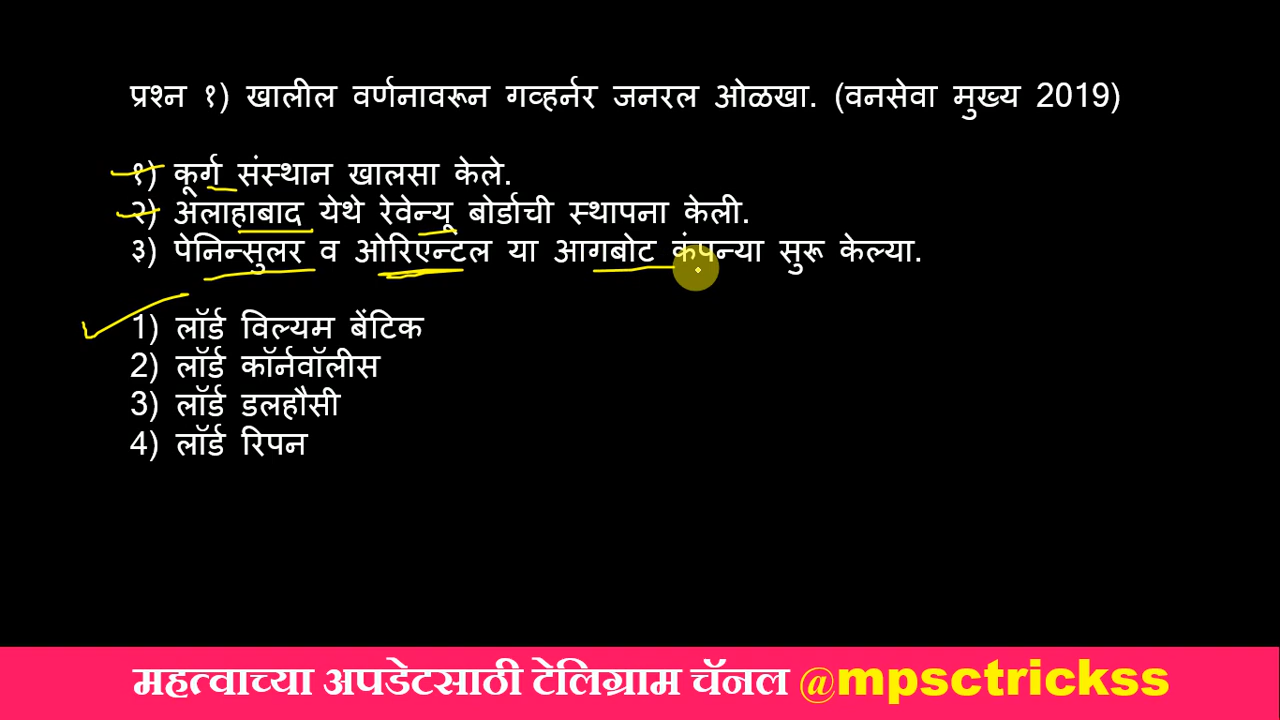 प्रश्न १) खालील वर्णनावरून गव्हर्नर जनरल ओळखा. (वनसेवा मुख्य 2019)
१) कूर्ग संस्थान खालसा केले.
२) अलाहाबाद येथे रेवेन्यू बोर्डाची स्थापना केली.
३) पेनिन्सुलर व ओरिएन्टल या आगबोट कंपन्या सुरू केल्या.
1) लॉर्ड विल्यम बेंटिक
2) लॉर्ड कॉर्नवॉलीस
3) लॉर्ड डलहौसी
4) लॉर्ड रिपन
महत्वाच्या अपडेटसाठी टेलिग्राम चॅनल @mpsctrickss